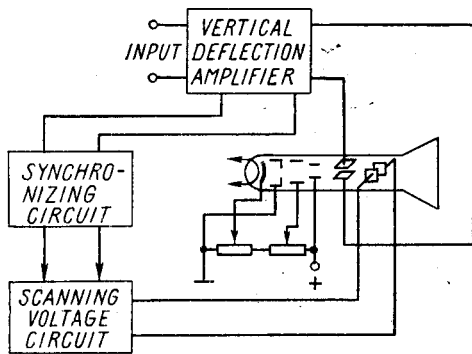 VERTICAL
INPUT DEFLECTION
AMPLIFIER
SYNCHRO-
NIZING
CIRCUIT
SCANNING
VOLTAGE
CIRCUIT
+